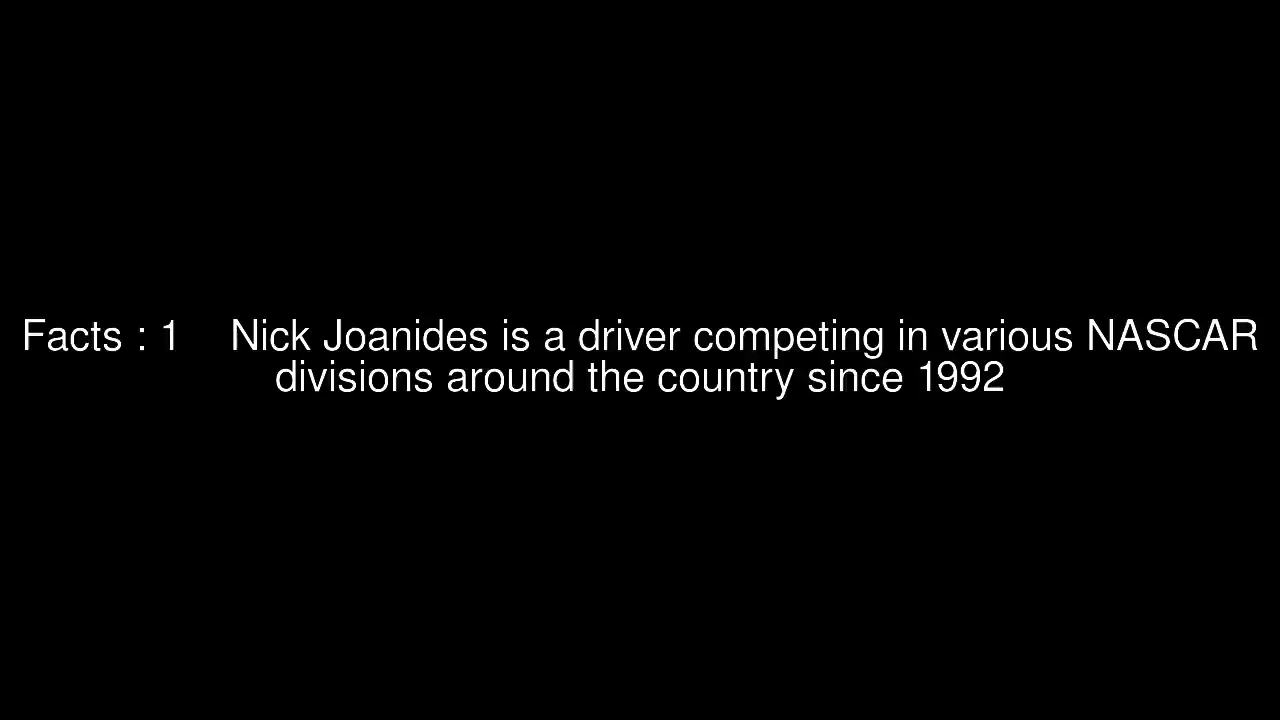 Facts : 1    Nick Joanides is a driver competing in various NASCAR
divisions around the country since 1992